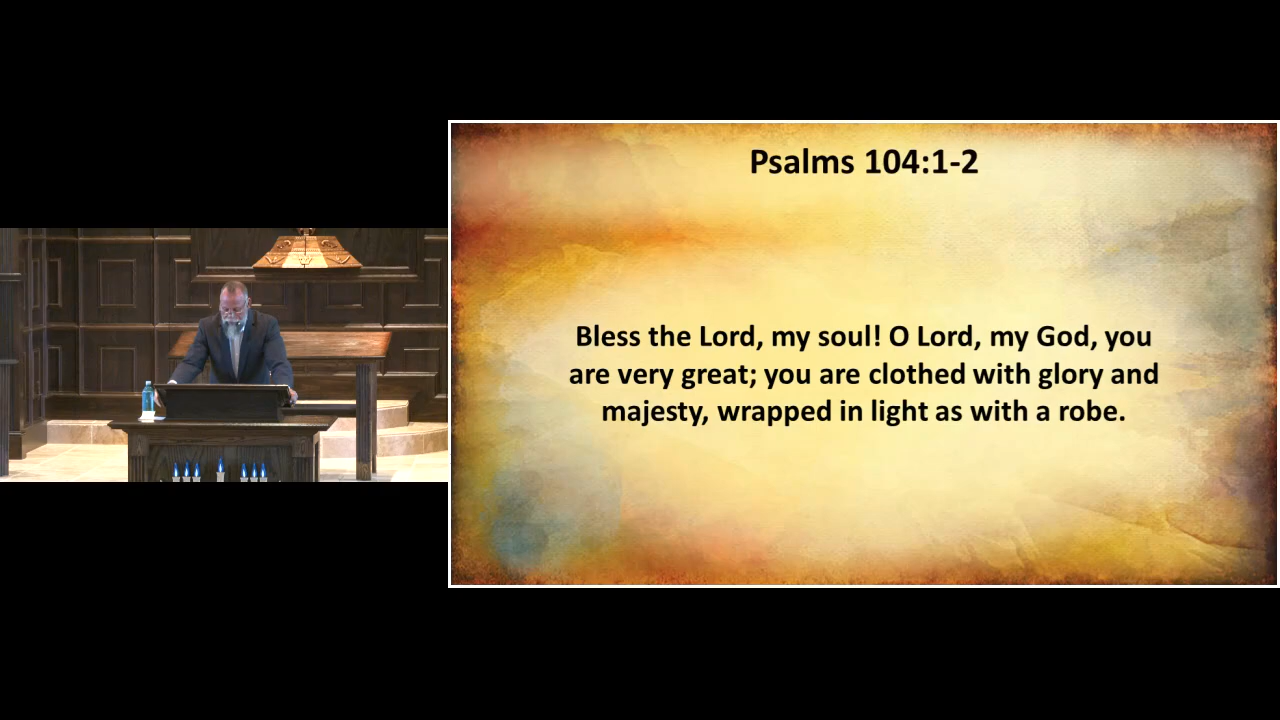 Psalms 104:1-2
Bless the Lord, my soul! O Lord, my God, you
are very great; you are clothed with glory and
majesty, wrapped in light as with a robe.